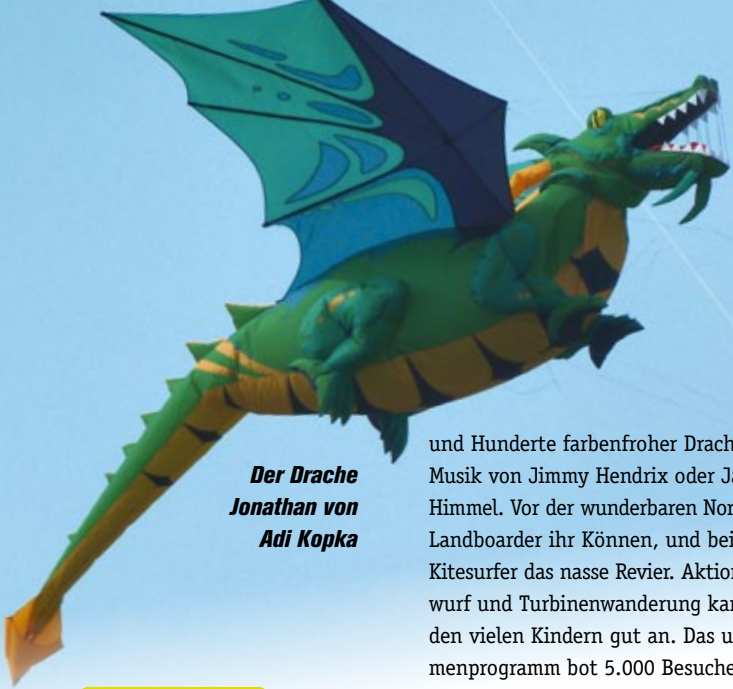 Der Drache
Jonathan von
Adi Kopka
und Hunderte farbenfroher
Musik von Jimmy Hendrix oder
Himmel. Vor der wunderbaren
Landboarder ihr Können, und
Kitesurfer das nasse Revier.
wurf und Turbinenwanderung
den vielen Kindern gut an. Das
menprogramm bot 5.000